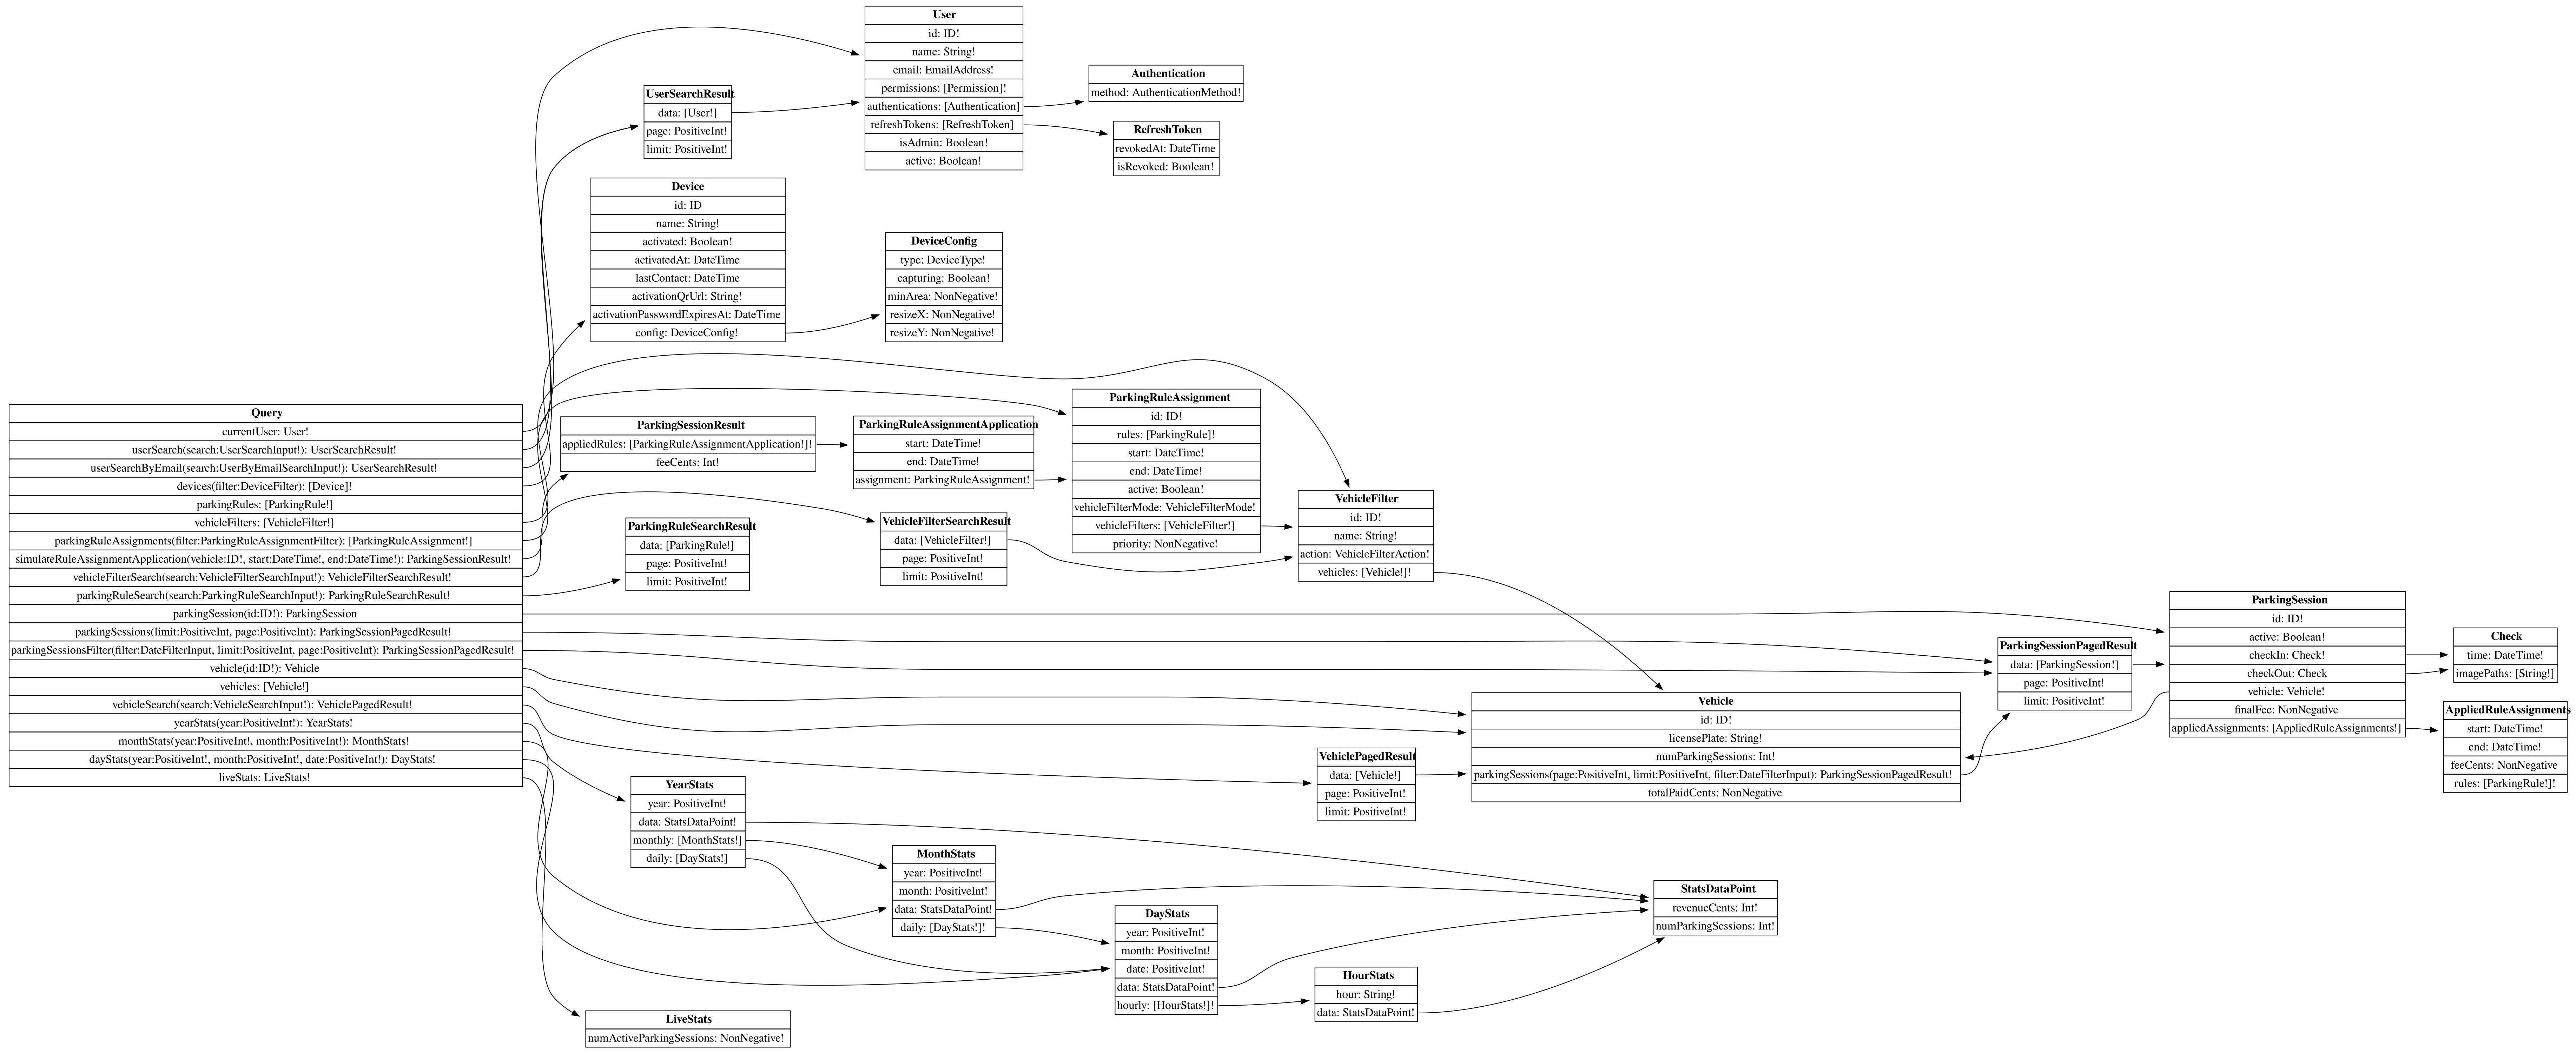 User
id: ID!
name: String!
email: EmailAddress!
permissions: [Permission]!
authentications: [Authentication]
refreshTokens: [RefreshToken]
isAdmin: Boolean!
active: Boolean!
Authentication
method: AuthenticationMethod!
RefreshToken
revokedAt: DateTime
isRevoked: Boolean!
UserSearchResult
data: [User!]
page: PositiveInt!
limit: PositiveInt!
Device
id: ID
name: String!
activated: Boolean!
activatedAt: DateTime
lastContact: DateTime
activationQrUrl: String!
activationPasswordExpiresAt: DateTime
config: DeviceConfig!
DeviceConfig
type: DeviceType!
capturing: Boolean!
minArea: NonNegative!
resizeX: NonNegative!
resizeY: NonNegative!
Query
currentUser: User!
userSearch(search:UserSearchInput!): UserSearchResult!
userSearchByEmail(search:UserByEmailSearchInput!): UserSearchResult!
devices(filter:DeviceFilter): [Device]!
parkingRules: [ParkingRule!]
vehicleFilters: [VehicleFilter!]
parkingRuleAssignments(filter:ParkingRuleAssignmentFilter): [ParkingRuleAssignment!]
simulateRuleAssignmentApplication(vehicle:ID!, start:DateTime!, end:DateTime!): ParkingSessionResult!
vehicleFilterSearch(search:VehicleFilterSearchInput!): VehicleFilterSearchResult!
parkingRuleSearch(search:ParkingRuleSearchInput!): ParkingRuleSearchResult!
parkingSession(id:ID!): ParkingSession
parkingSessions(limit:PositiveInt, page:PositiveInt): ParkingSessionPagedResult!
parkingSessionsFilter(filter:DateFilterInput, limit:PositiveInt, page:PositiveInt): ParkingSessionPagedResult!
vehicle(id:ID!): Vehicle
vehicles: [Vehicle!]
vehicleSearch(search:VehicleSearchInput!): VehiclePagedResult!
yearStats(year:PositiveInt!): YearStats!
monthStats(year:PositiveInt!, month:PositiveInt!): MonthStats!
dayStats(year:PositiveInt!, month:PositiveInt!, date:PositiveInt!): DayStats!
liveStats: LiveStats!
ParkingSessionResult
appliedRules: [ParkingRuleAssignmentApplication!]!
feeCents: Int!
ParkingRuleAssignmentApplication
start: DateTime!
end: DateTime!
assignment: ParkingRuleAssignment!
ParkingRuleAssignment
id: ID!
rules: [ParkingRule]!
start: DateTime!
end: DateTime!
active: Boolean!
vehicleFilterMode: VehicleFilterMode!
vehicleFilters: [VehicleFilter!]
priority: NonNegative!
ParkingRuleSearchResult
data: [ParkingRule!]
page: PositiveInt!
limit: PositiveInt!
VehicleFilterSearchResult
data: [VehicleFilter!]
page: PositiveInt!
limit: PositiveInt!
VehicleFilter
id: ID!
name: String!
action: VehicleFilterAction!
vehicles: [Vehicle!]!
ParkingSession
id: ID!
active: Boolean!
checkIn: Check!
checkOut: Check
vehicle: Vehicle!
finalFee: NonNegative
appliedAssignments: [AppliedRuleAssignments!]
Check
time: DateTime!
imagePaths: [String!]
ParkingSessionPagedResult
data: [ParkingSession!]
page: PositiveInt!
limit: PositiveInt!
AppliedRuleAssignments
start: DateTime!
end: DateTime!
feeCents: NonNegative
rules: [ParkingRule!]!
Vehicle
id: ID!
licensePlate: String!
numParkingSessions: Int!
parkingSessions(page:PositiveInt, limit:PositiveInt, filter:DateFilterInput): ParkingSessionPagedResult!
totalPaidCents: NonNegative
VehiclePagedResult
data: [Vehicle!]
page: PositiveInt!
limit: PositiveInt!
YearStats
year: PositiveInt!
data: StatsDataPoint!
monthly: [MonthStats!]
daily: [DayStats!]
MonthStats
year: PositiveInt!
month: PositiveInt!
data: StatsDataPoint!
daily: [DayStats!]!
DayStats
year: PositiveInt!
month: PositiveInt!
date: PositiveInt!
data: StatsDataPoint!
hourly: [HourStats!]!
StatsDataPoint
revenueCents: Int!
numParkingSessions: Int!
HourStats
hour: String!
data: StatsDataPoint!
LiveStats
numActiveParkingSessions: NonNegative!